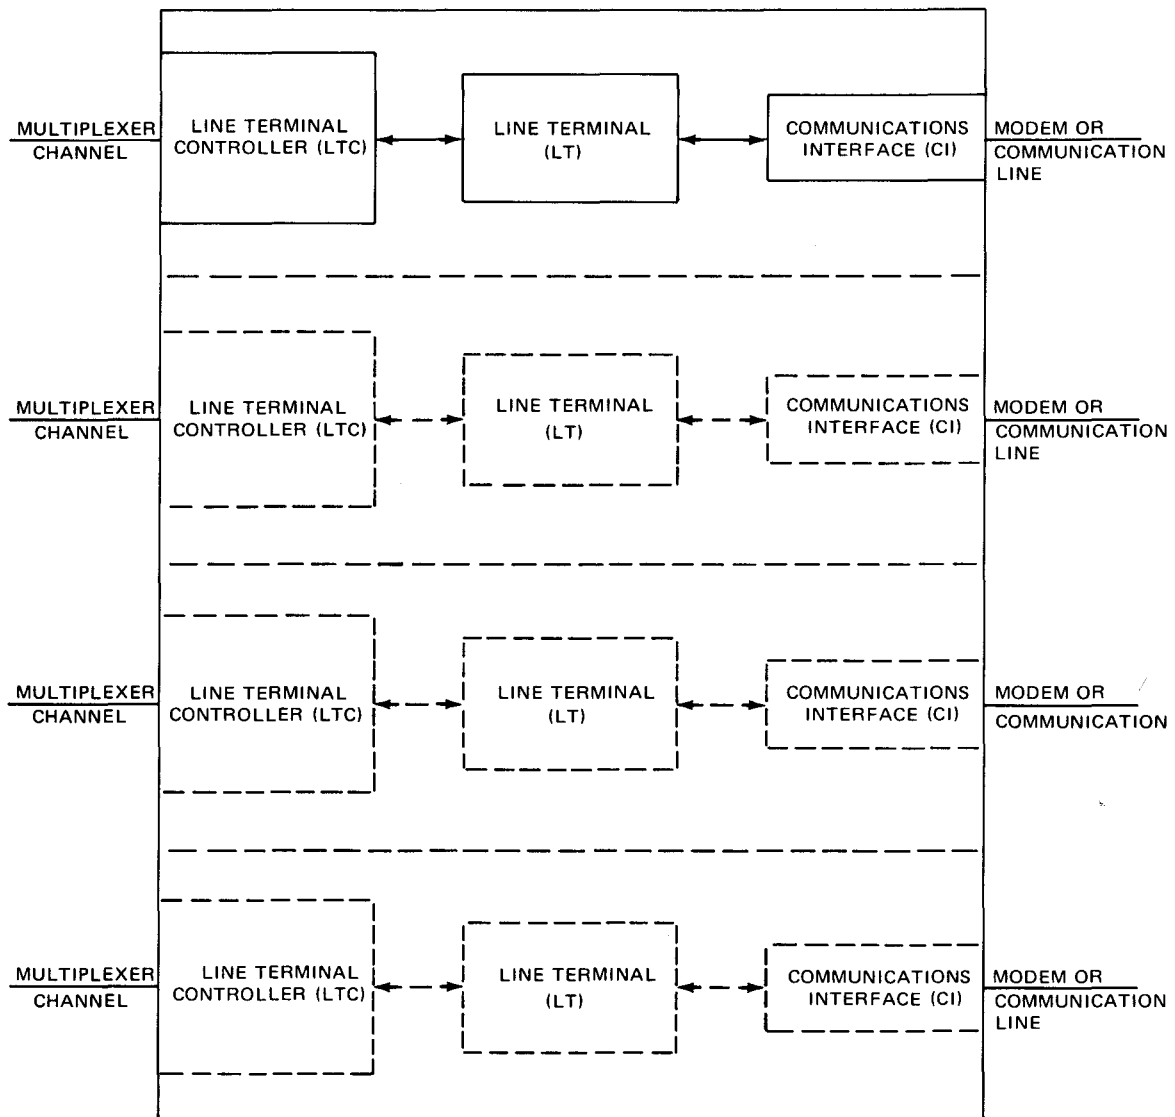 MULTIPLEXER
CHANNEL
LINE TERMINAL
CONTROLLER (LTC)
LINE TERMINAL
(LT)
COMMUNICATIONS
INTERFACE (CI)
MODEM OR
COMMUNICATION
LINE
MULTIPLEXER
CHANNEL
LINE TERMINAL
CONTROLLER (LTC)
LINE TERMINAL
(LT)
COMMUNICATIONS
INTERFACE (CI)
MODEM OR
COMMUNICATION
LINE
MULTIPLEXER
CHANNEL
LINE TERMINAL
CONTROLLER (LTC)
LINE TERMINAL
(LT)
COMMUNICATIONS
INTERFACE (CI)
MODEM OR
COMMUNICATION
MULTIPLEXER
CHANNEL
LINE TERMINAL
CONTROLLER (LTC)
LINE TERMINAL
(LT)
COMMUNICATIONS
INTERFACE (CI)
MODEM OR
COMMUNICATION
LINE